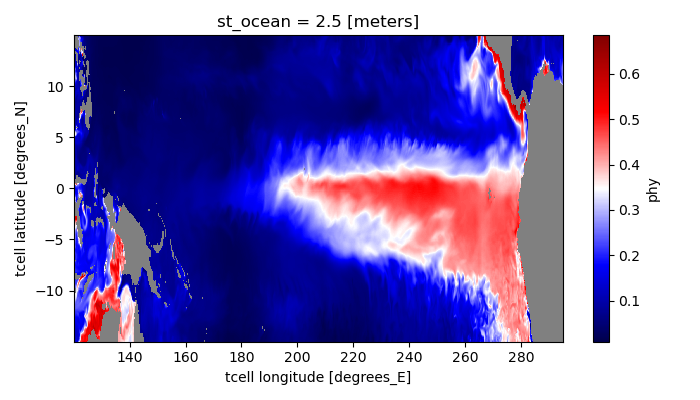 st_ocean = 2.5 [meters]
tcell latitude [degrees_N]
10
5
0
−5
−10
140 160 180 200 220 240 260 280
tcell longitude [degrees_E]
0.6
0.5
0.4
0.3
0.2
0.1
phy